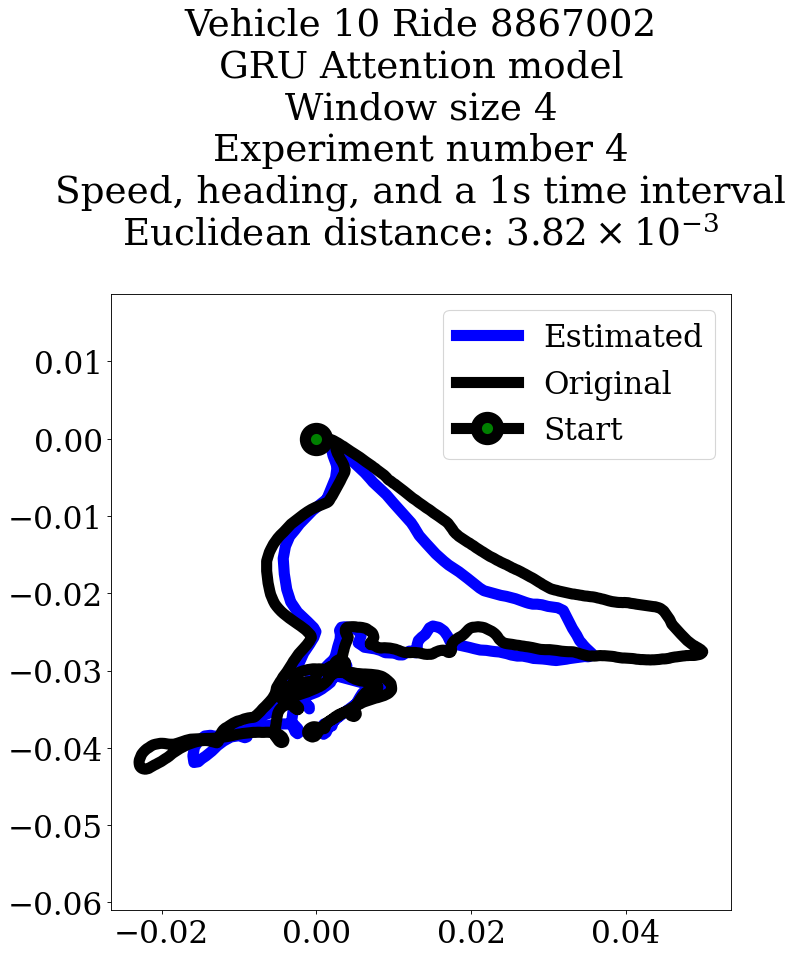 Vehicle 10 Ride 8867002
GRU Attention model
Window size 4
Experiment number 4
Speed, heading, and a 1s time interval
Euclidean distance: 3.82 × 10⁻³
Estimated
Original
Start
0.01
0.00
−0.01
−0.02
−0.03
−0.04
−0.05
−0.06
−0.02 0.00 0.02 0.04